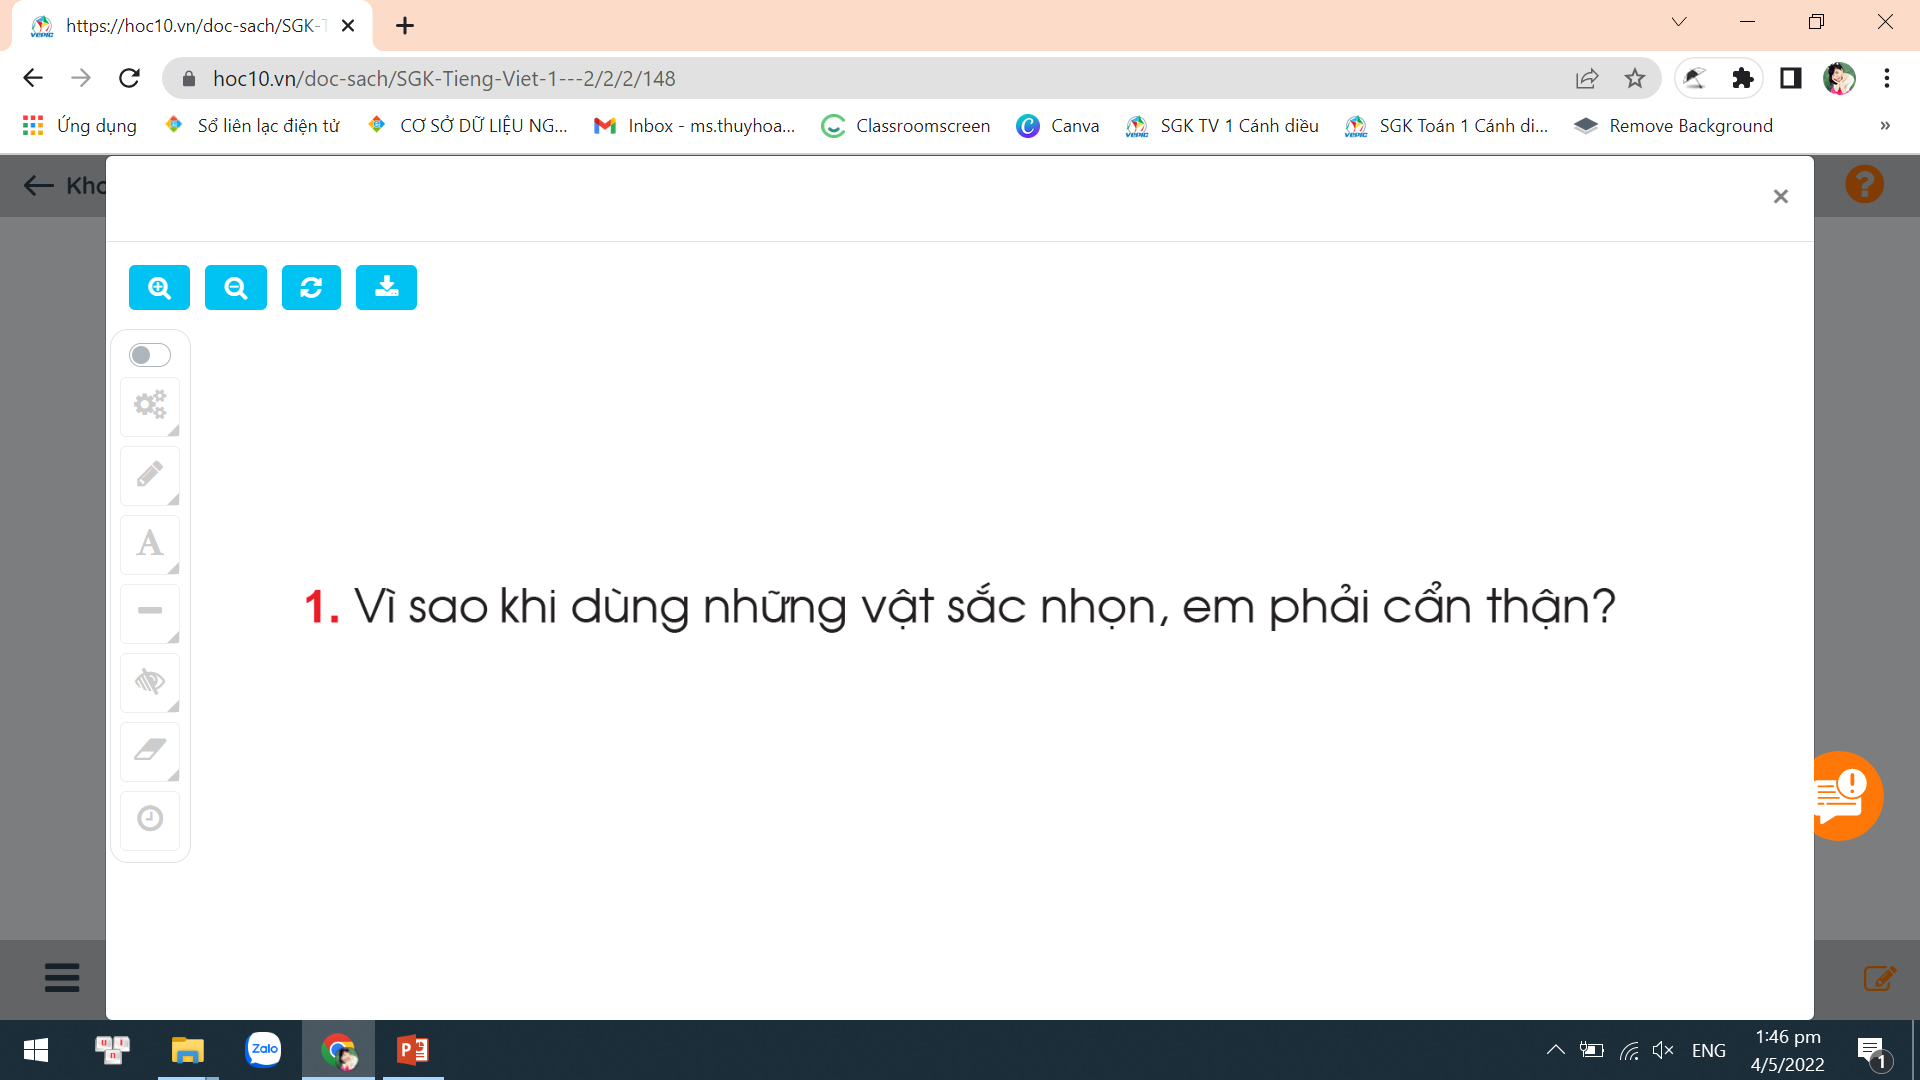 https://hoc10.vn/doc-sach/SGK-T
hoc10.vn/doc-sach/SGK-Tieng-Viet-1---2/2/2/148
Ứng dụng Sổ liên lạc điện tử CƠ SỞ DỮ LIỆU NG... Inbox - ms.thuyhoa... Classroomscreen Canva SGK TV 1 Cánh diều SGK Toán 1 Cánh di... Remove Background »
Kho
1. Vì sao khi dùng những vật sắc nhọn, em phải cẩn thận?
Zalo
ENG
1:46 pm
4/5/2022
1